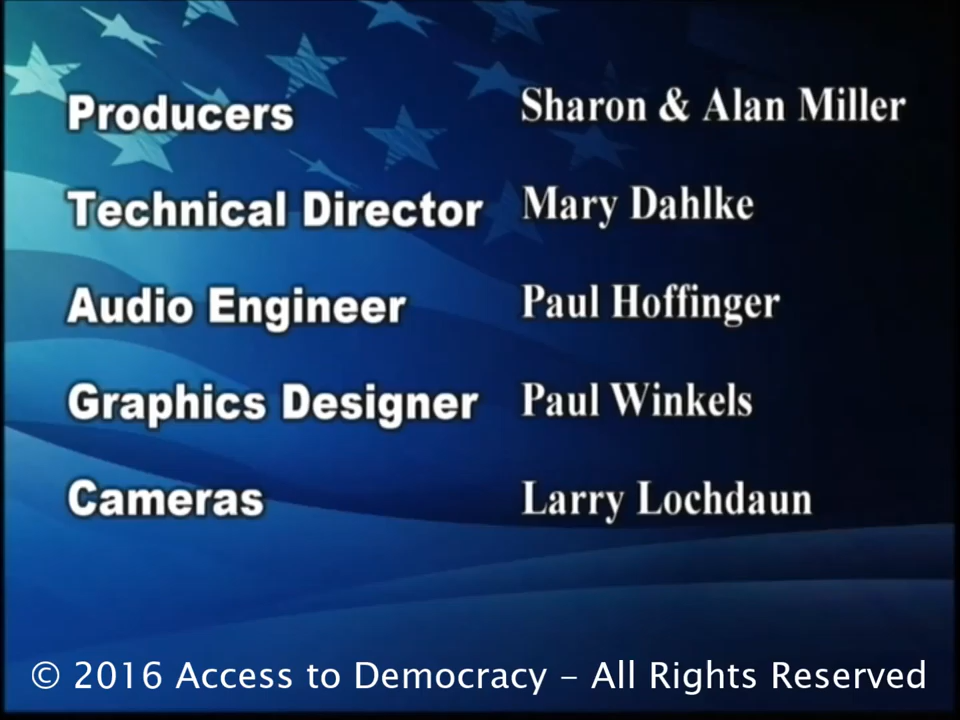 Producers Sharon & Alan Miller
Technical Director Mary Dahlke
Audio Engineer Paul Hoffinger
Graphics Designer Paul Winkels
Cameras Larry Lochdaun
© 2016 Access to Democracy – All Rights Reserved